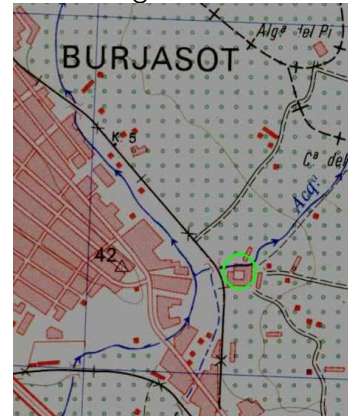 Algª del Pi
BURJASOT
K. 5
Cª del
Acqª
42